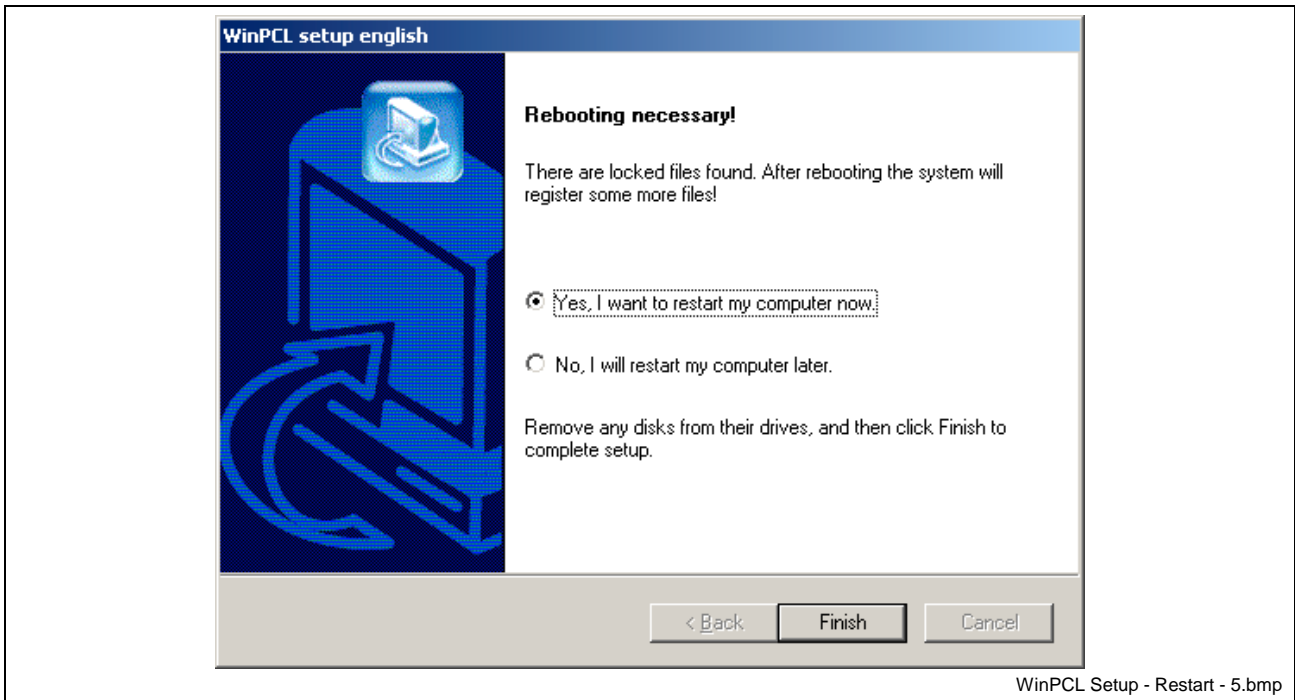 WinPCL setup english
Rebooting necessary!
There are locked files found. After rebooting the system will
register some more files!
Yes, I want to restart my computer now.
No, I will restart my computer later.
Remove any disks from their drives, and then click Finish to
complete setup.
< Back Finish Cancel
WinPCL Setup - Restart - 5.bmp